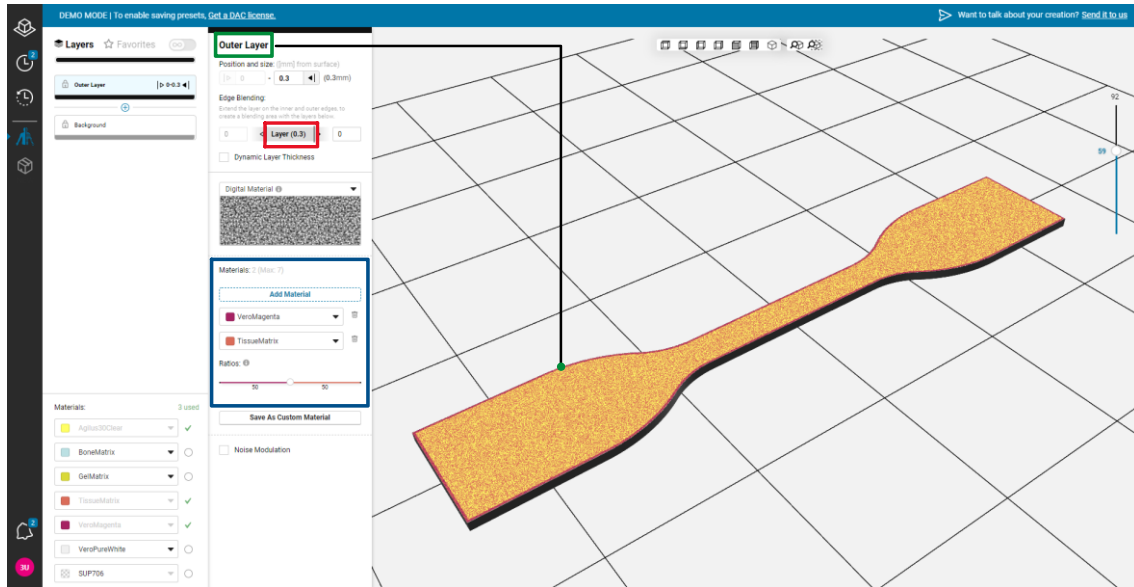 DEMO MODE | To enable saving presets, Get a DAC license.
Want to talk about your creation? Send it to us
2
Layers
Favorites
Outer Layer
0-0.3
Background
Materials:
3 used
Agilus30Clear
BoneMatrix
GelMatrix
TissueMatrix
VeroMagenta
VeroPureWhite
SUP706
2
3U
Outer Layer
Position and size: ([mm] from surface)
0 - 0.3 (0.3mm)
Edge Blending:
Extend the layer on the inner and outer edges, to
create a blending area with the layers below.
0 < Layer (0.3) 0
Dynamic Layer Thickness
Digital Material
Materials: 2 (Max: 7)
Add Material
VeroMagenta
TissueMatrix
Ratios:
50 50
Save As Custom Material
Noise Modulation
92
59